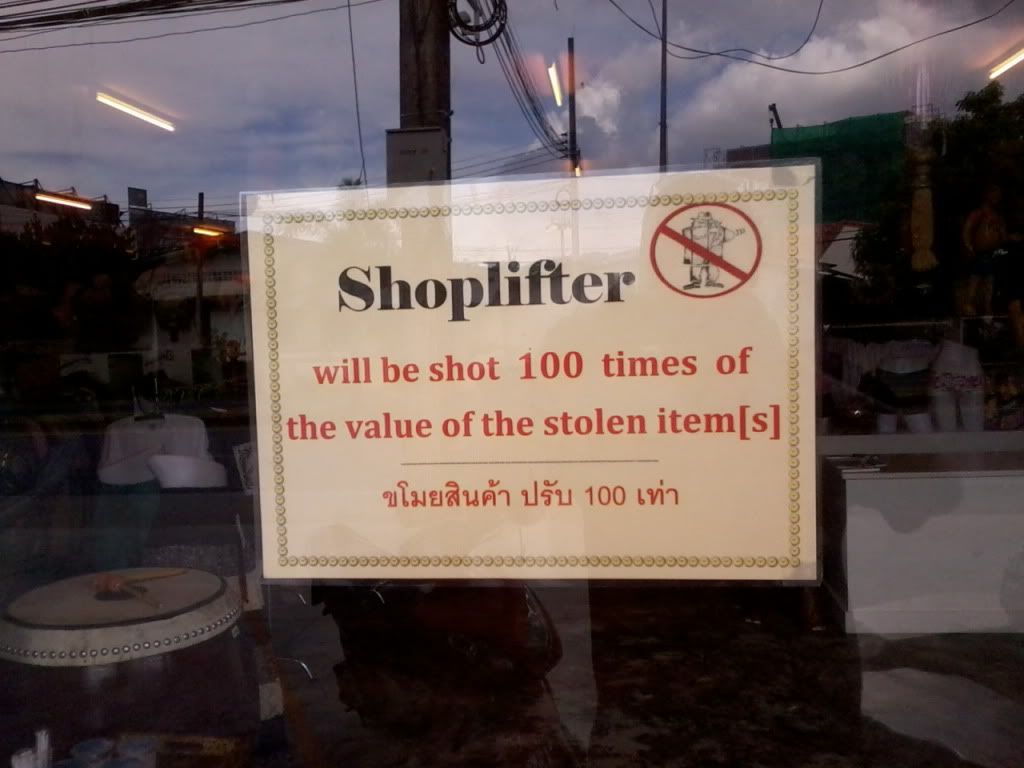 Shoplifter
will be shot 100 times of
the value of the stolen item[s]
ขโมยสินค้า ปรับ 100 เท่า